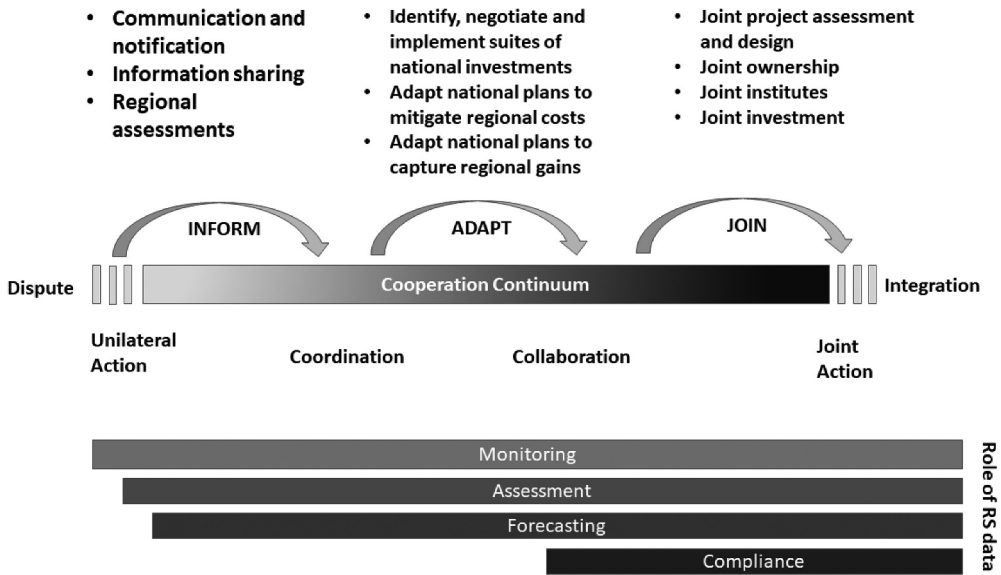 • Communication and
notification
• Information sharing
• Regional
assessments
• Identify, negotiate and
implement suites of
national investments
• Adapt national plans to
mitigate regional costs
• Adapt national plans to
capture regional gains
• Joint project assessment
and design
• Joint ownership
• Joint institutes
• Joint investment
INFORM
ADAPT
JOIN
Dispute
Cooperation Continuum
Integration
Unilateral
Action
Coordination
Collaboration
Joint
Action
Monitoring
Assessment
Forecasting
Compliance
Role of RS data